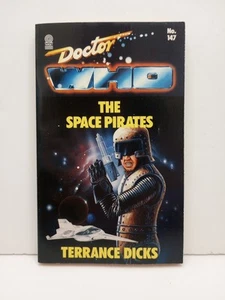 Doctor
WHO
No.
147
THE
SPACE PIRATES
TERRANCE DICKS